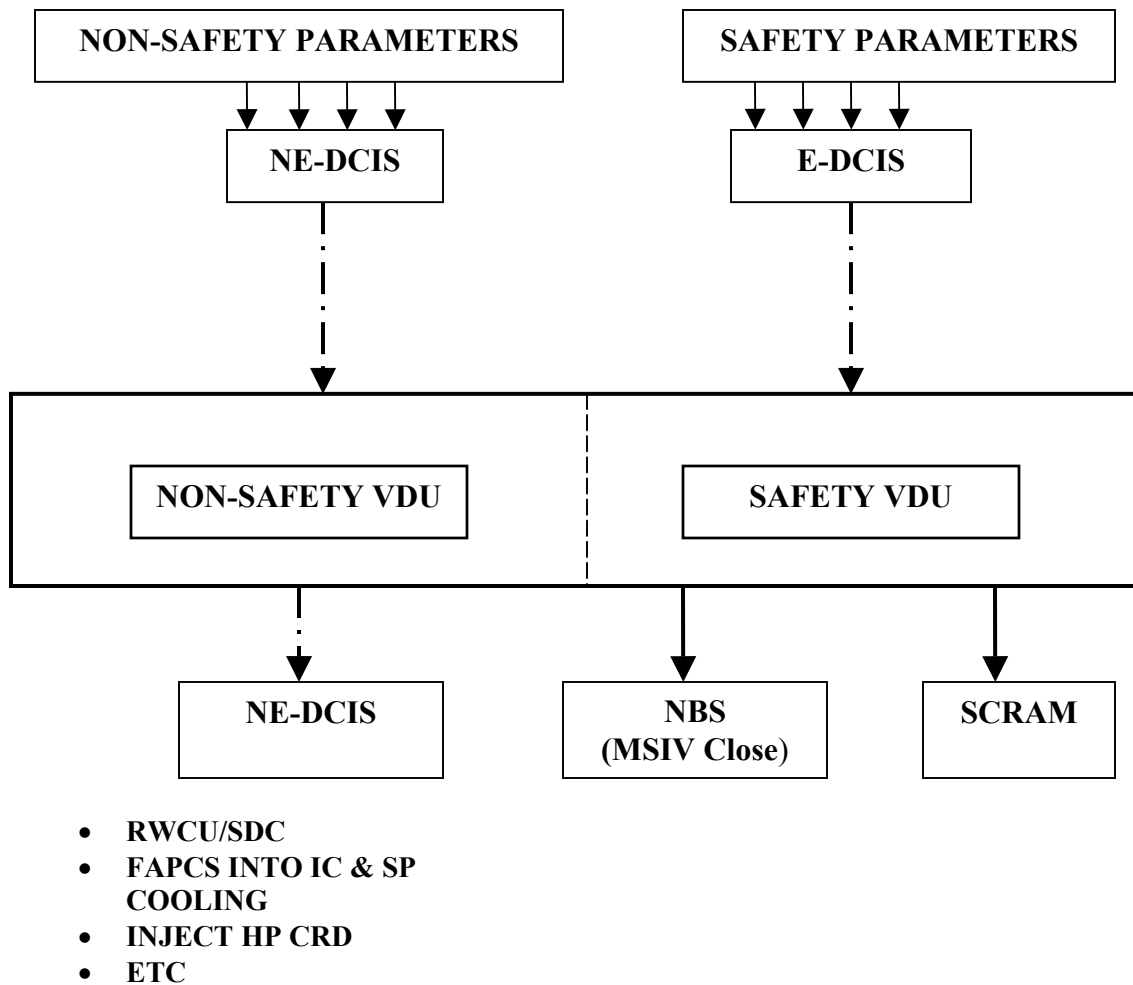 NON-SAFETY PARAMETERS
SAFETY PARAMETERS
NE-DCIS
E-DCIS
NON-SAFETY VDU
SAFETY VDU
NE-DCIS
NBS
(MSIV Close)
SCRAM
• RWCU/SDC
• FAPCS INTO IC & SP
COOLING
• INJECT HP CRD
• ETC